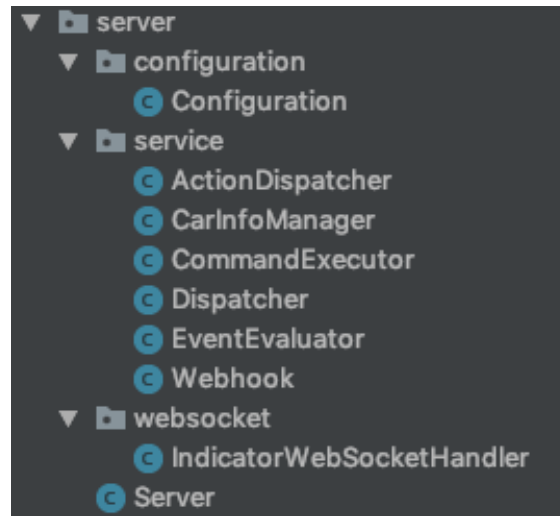 server
configuration
C Configuration
service
C ActionDispatcher
C CarInfoManager
C CommandExecutor
C Dispatcher
C EventEvaluator
C Webhook
websocket
C IndicatorWebSocketHandler
C Server